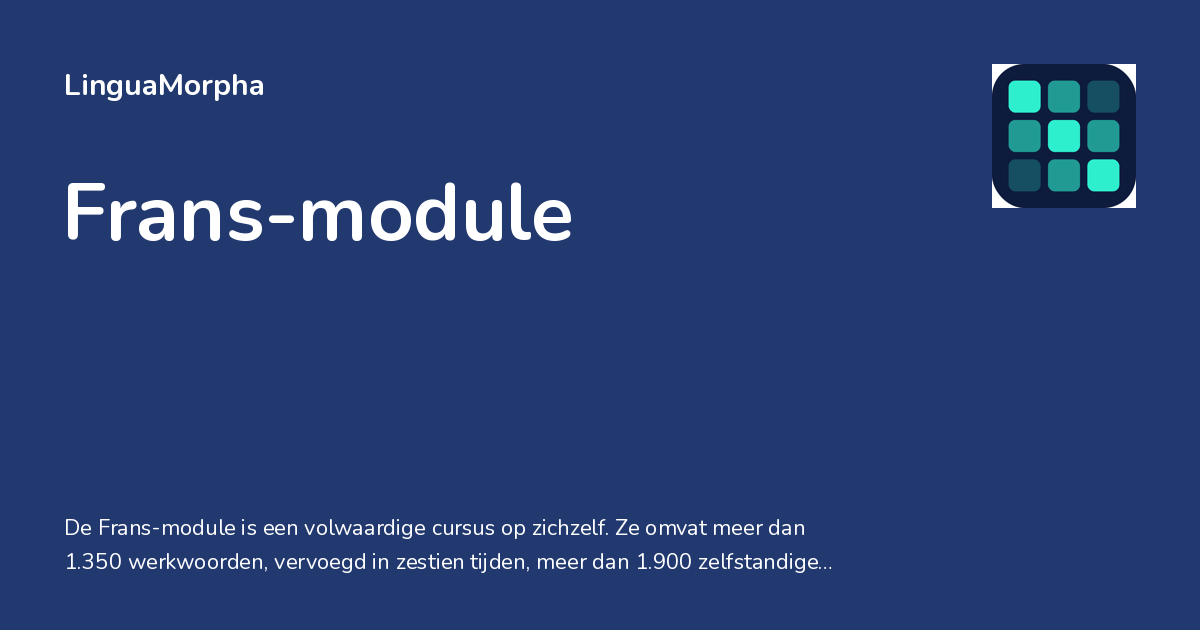 LinguaMorpha
Frans-module
De Frans-module is een volwaardige cursus op zichzelf. Ze omvat meer dan
1.350 werkwoorden, vervoegd in zestien tijden, meer dan 1.900 zelfstandige…